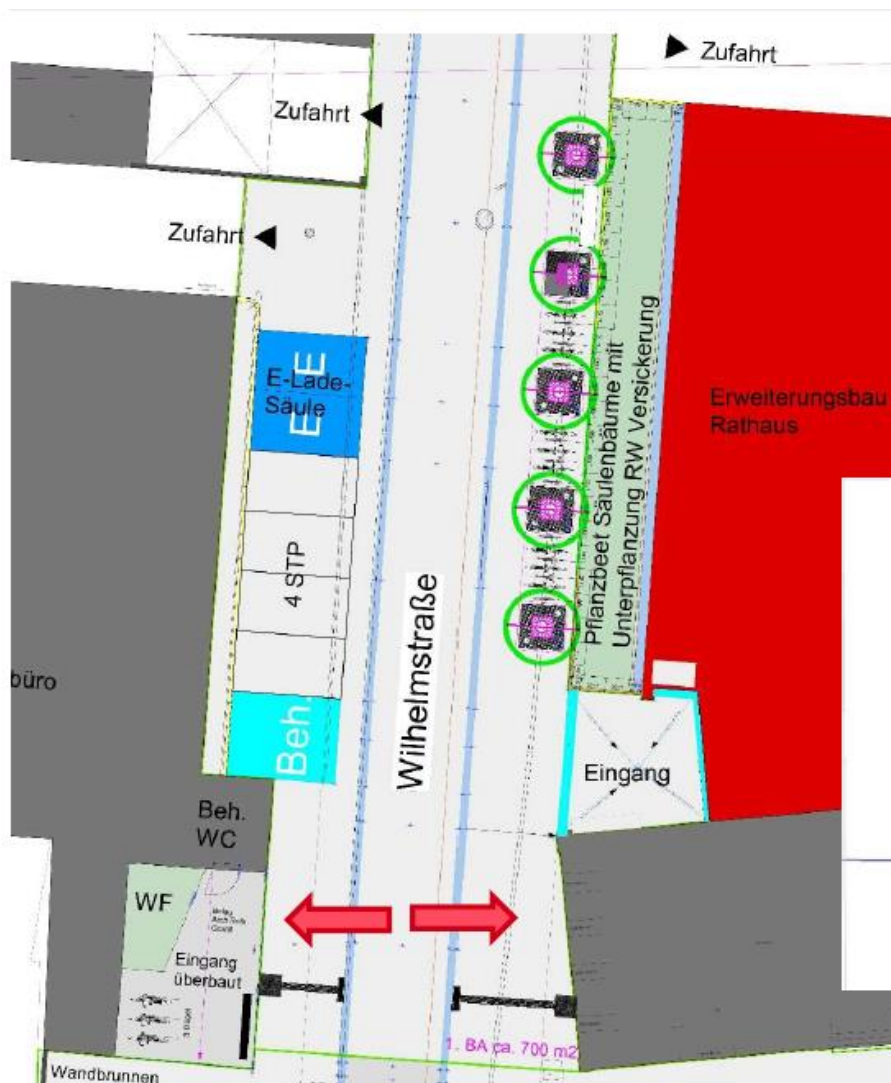 Zufahrt
Zufahrt
Zufahrt
E E
E-Lade-
Säule
4 STP
Beh.
Wilhelmstraße
Pflanzbeet Säulenbäume mit
Unterpflanzung RW Versickerung
Erweiterungsbau
Rathaus
büro
Eingang
Beh.
WC
WF
Eingang
überbaut
1. BA ca. 700 m2
Wandbrunnen